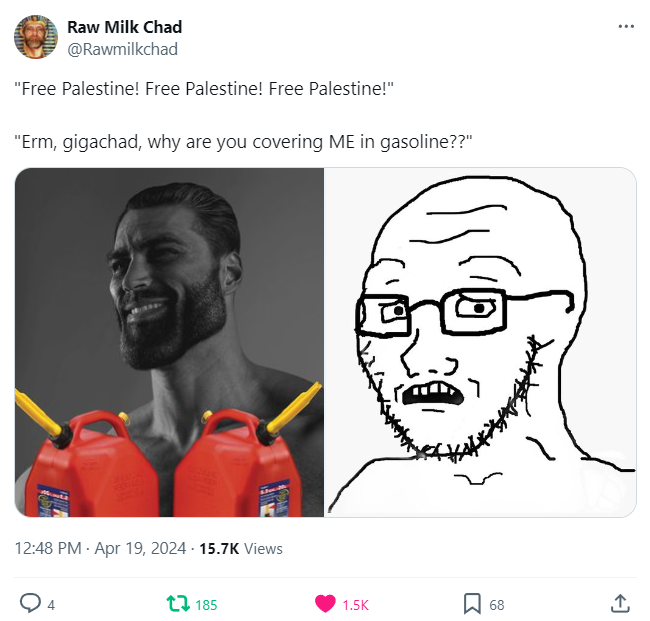 Raw Milk Chad
@Rawmilkchad
"Free Palestine! Free Palestine! Free Palestine!"
"Erm, gigachad, why are you covering ME in gasoline??"
12:48 PM · Apr 19, 2024 · 15.7K Views
4
185
1.5K
68